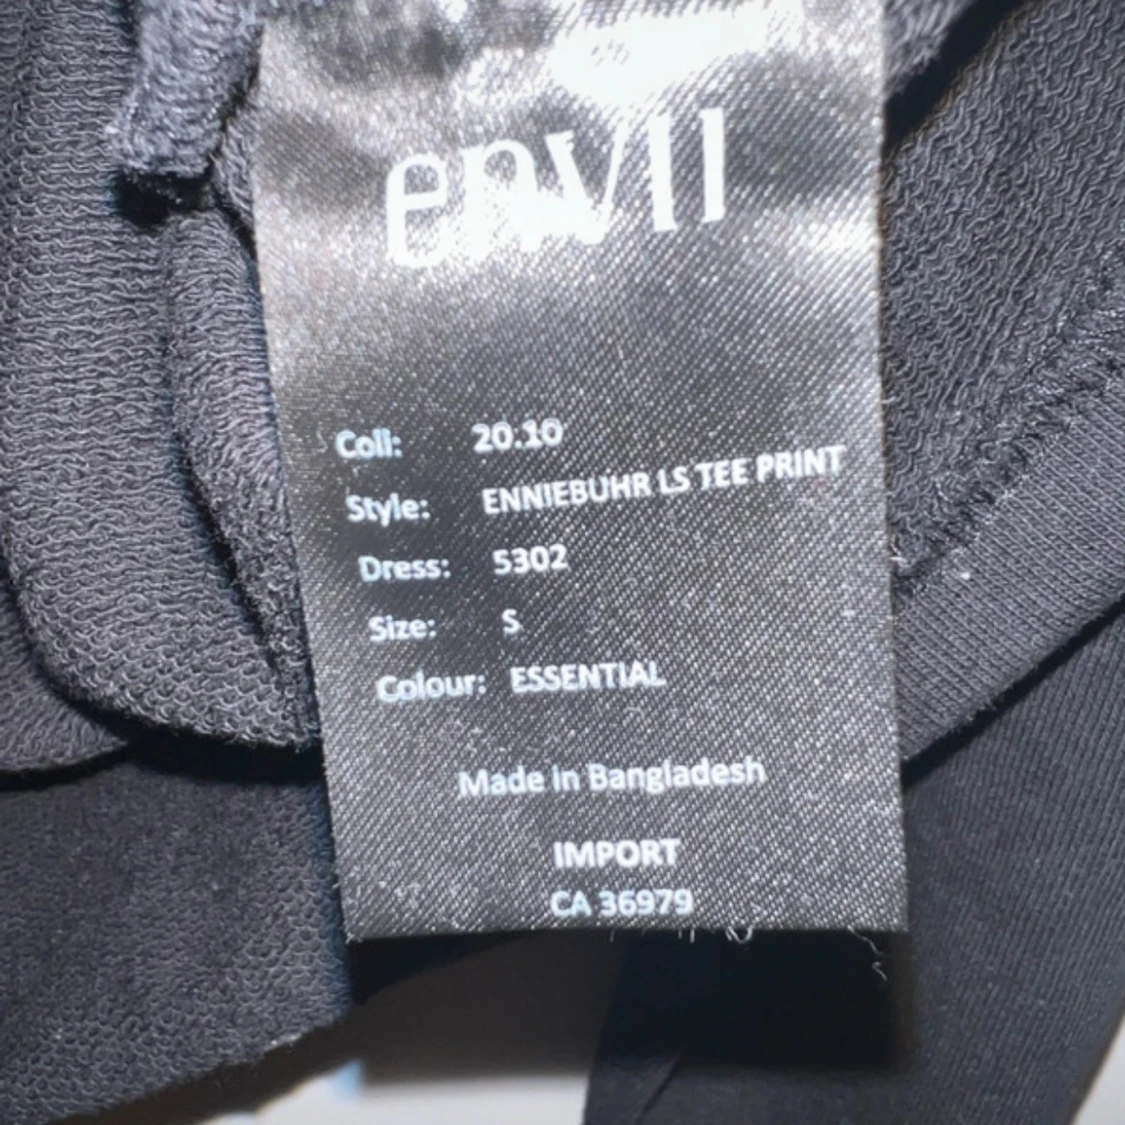 envii
Coll: 20.10
Style: ENNIEBUHR LS TEE PRINT
Dress: 5302
Size: S
Colour: ESSENTIAL
Made in Bangladesh
IMPORT
CA 36979